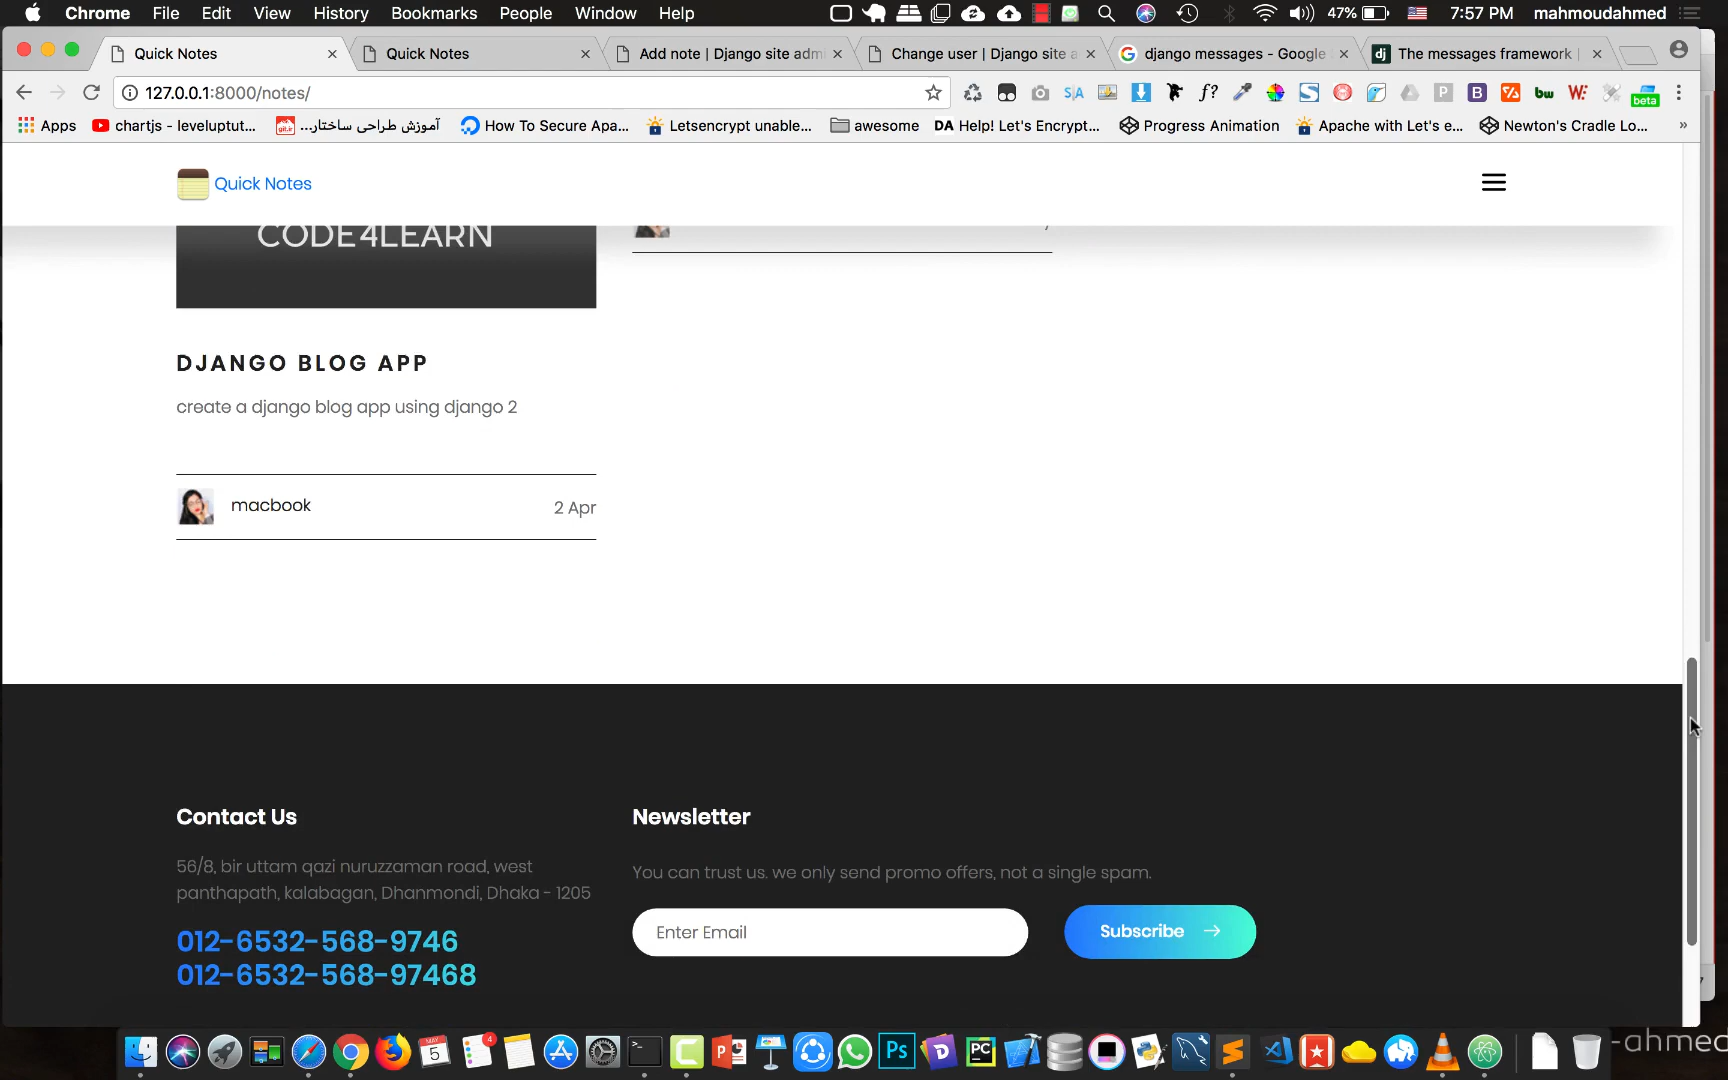 Chrome File Edit View History Bookmarks People Window Help 47% 7:57 PM mahmoudahmed
Quick Notes Quick Notes Add note | Django site admi Change user | Django site a django messages - Google The messages framework |
127.0.0.1:8000/notes/
Apps chartjs - leveluptut... آموزش طراحی ساختار... How To Secure Apa... Letsencrypt unable... awesome DA Help! Let's Encrypt... Progress Animation Apache with Let's e... Newton's Cradle Lo... »
Quick Notes
CODE4LEARN
DJANGO BLOG APP
create a django blog app using django 2
macbook 2 Apr
Contact Us
56/8, bir uttam qazi nuruzzaman road, west
panthapath, kalabagan, Dhanmondi, Dhaka - 1205
012-6532-568-9746
012-6532-568-97468
Newsletter
You can trust us. we only send promo offers, not a single spam.
Enter Email
Subscribe
-ahmed